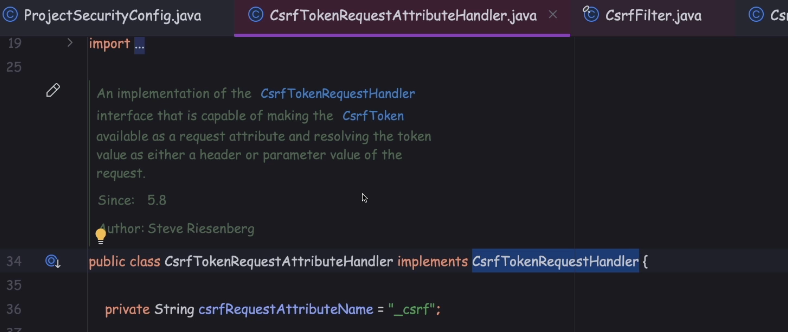 ProjectSecurityConfig.java CsrfTokenRequestAttributeHandler.java CsrfFilter.java
19 import ...
25
An implementation of the CsrfTokenRequestHandler
interface that is capable of making the CsrfToken
available as a request attribute and resolving the token
value as either a header or parameter value of the
request.
Since: 5.8
Author: Steve Riesenberg
34 public class CsrfTokenRequestAttributeHandler implements CsrfTokenRequestHandler {
35
36 private String csrfRequestAttributeName = "_csrf";